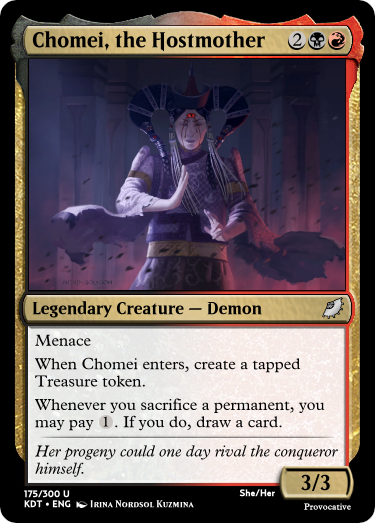 Chomei, the Hostmother 2
Legendary Creature — Demon
Menace
When Chomei enters, create a tapped
Treasure token.
Whenever you sacrifice a permanent, you
may pay 1. If you do, draw a card.
Her progeny could one day rival the conqueror
himself.
3/3
175/300 U
She/Her
KDT • ENG Irina Nordsol Kuzmina
Provocative